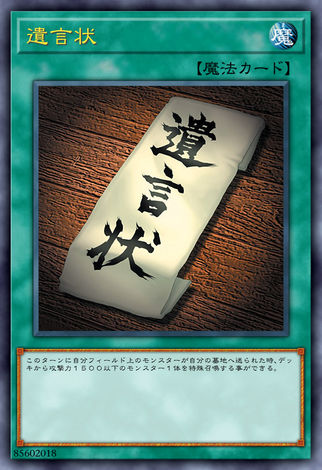 遺言状
魔
【魔法カード】
遺言状
このターンに自分フィールド上のモンスターが自分の墓地へ送られた時、デッ
キから攻撃力1500以下のモンスター1体を特殊召喚する事ができる。
85602018